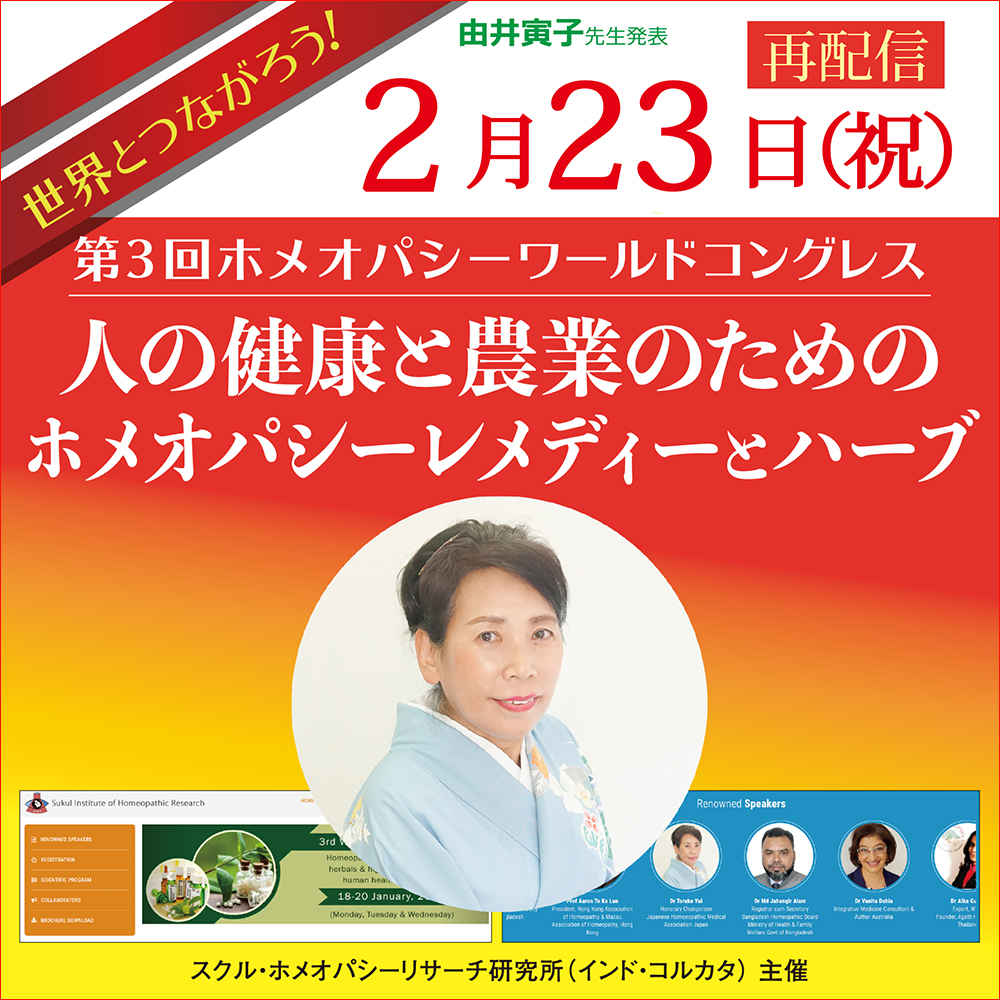 世界とつながろう!
由井寅子先生発表
再配信
2月23日(祝)
第3回ホメオパシーワールドコングレス
人の健康と農業のための
ホメオパシーレメディーとハーブ
Sukul Institute of Homeopathic Research
RENOWNED SPEAKERS
REGISTRATION
SCIENTIFIC PROGRAM
COLLABORATORS
BROCHURE DOWNLOAD
3rd
herbals &
human
18-20 January,
(Monday, Tuesday & Wednesday)
Renowned Speakers
Prof Aaron To Ka Lun
President, Hong Kong Association
of Homeopathy & Macau
Association of Homeopathy, Hong
Kong
Dr Torako Yui
Honorary Chairperson
Japanese Homeopathic Medical
Association Japan
Dr Md Jahangir Alam
Registrar cum Secretary
Bangladesh Homeopathic Board
Ministry of Health & Family
Welfare Govt of Bangladesh
Dr Vanita Dahia
Integrative Medicine Consultant &
Author Australia
Dr Alka
Founder,
スクル・ホメオパシーリサーチ研究所(インド・コルカタ) 主催